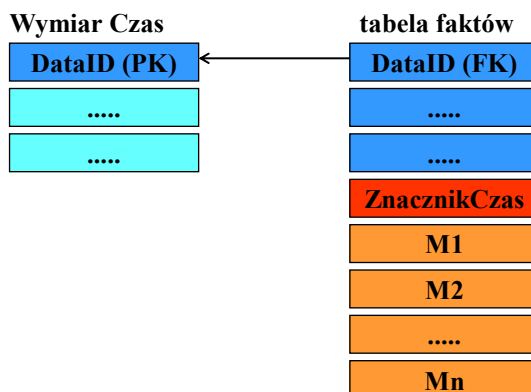 Wymiar Czas
DataID (PK)
.....
.....
tabela faktów
DataID (FK)
.....
.....
ZnacznikCzas
M1
M2
.....
Mn